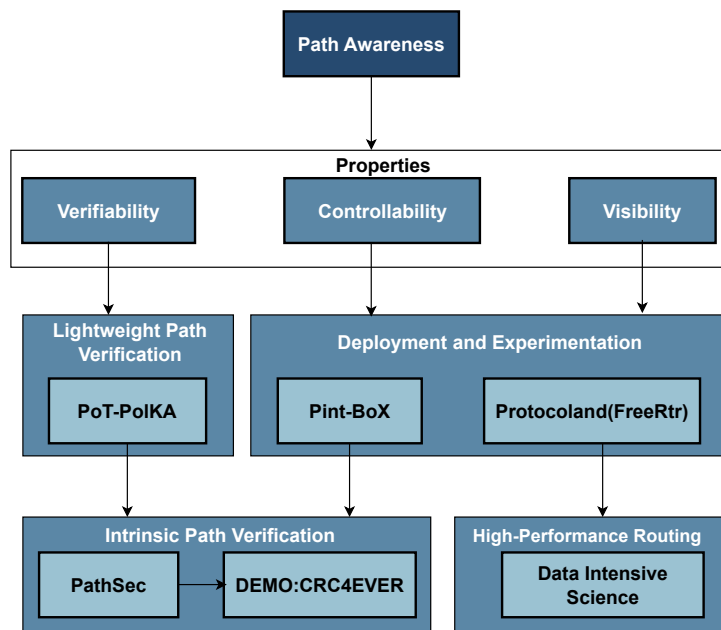 Path Awareness
Properties
Verifiability
Controllability
Visibility
Lightweight Path
Verification
PoT-PolKA
Deployment and Experimentation
Pint-BoX
Protocoland(FreeRtr)
Intrinsic Path Verification
PathSec
DEMO:CRC4EVER
High-Performance Routing
Data Intensive
Science